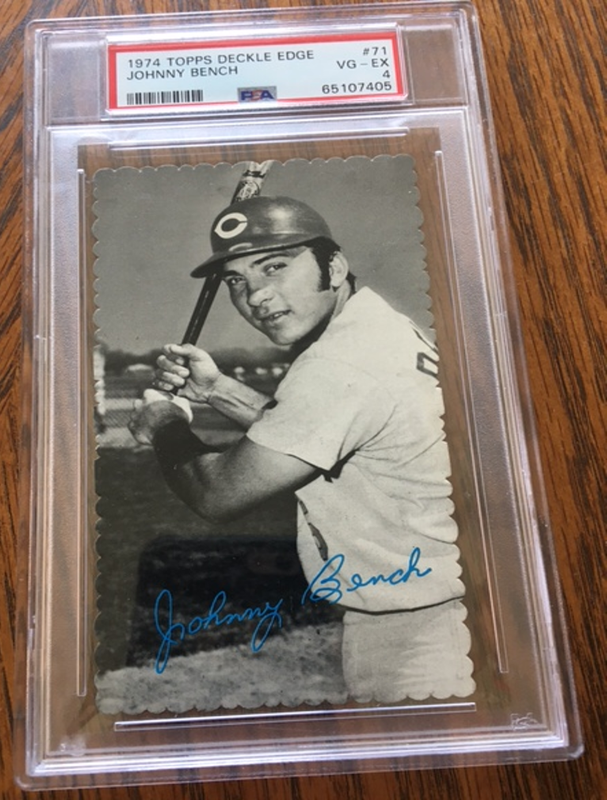 1974 TOPPS DECKLE EDGE #71
JOHNNY BENCH VG - EX
4
PSA 65107405
C
Johnny Bench